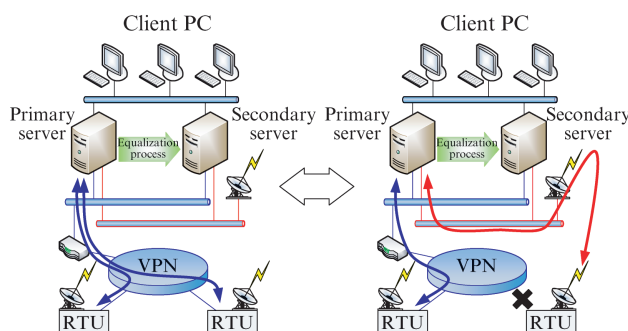 Client PC
Primary
server
Equalization
process
Secondary
server
VPN
RTU
RTU
Client PC
Primary
server
Equalization
process
Secondary
server
VPN
RTU
RTU